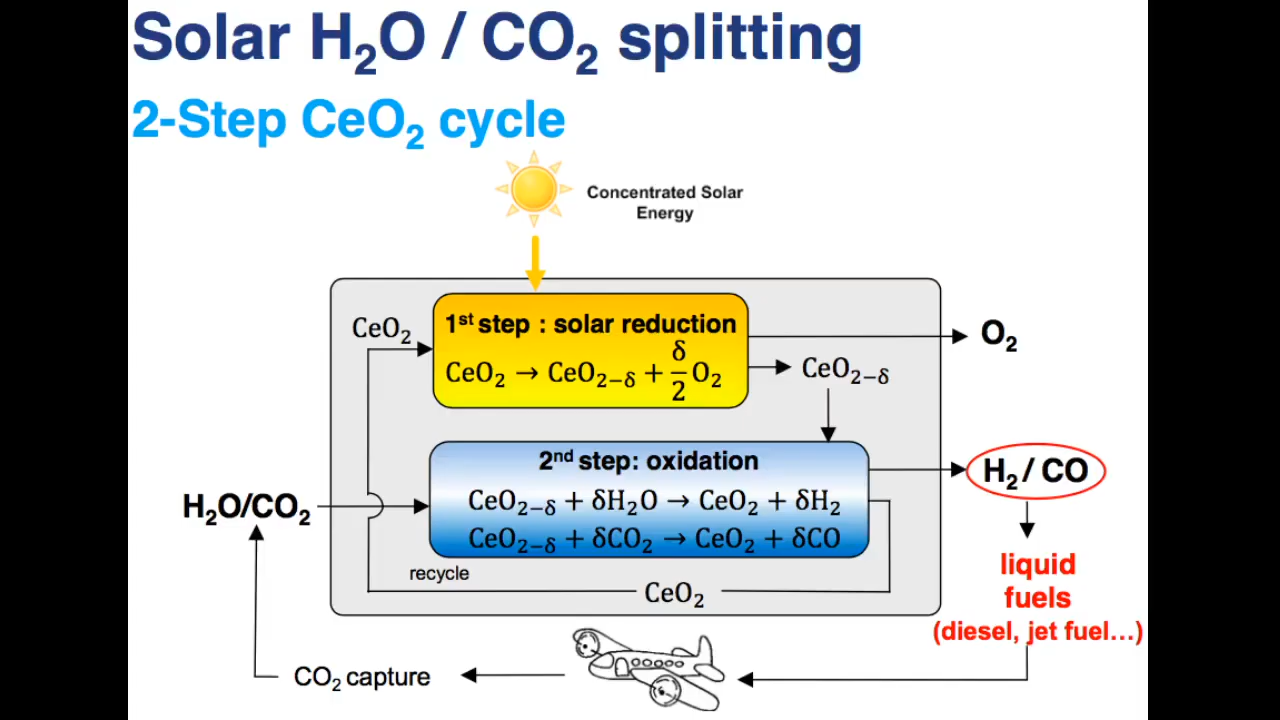 Solar H₂O / CO₂ splitting
2-Step CeO₂ cycle
Concentrated Solar
Energy
CeO₂
1ˢᵗ step : solar reduction
CeO₂ → CeO₂₋δ + δ/2 O₂
O₂
CeO₂₋δ
2ⁿᵈ step: oxidation
CeO₂₋δ + δH₂O → CeO₂ + δH₂
CeO₂₋δ + δCO₂ → CeO₂ + δCO
H₂ / CO
H₂O/CO₂
recycle
CeO₂
liquid
fuels
(diesel, jet fuel…)
CO₂ capture